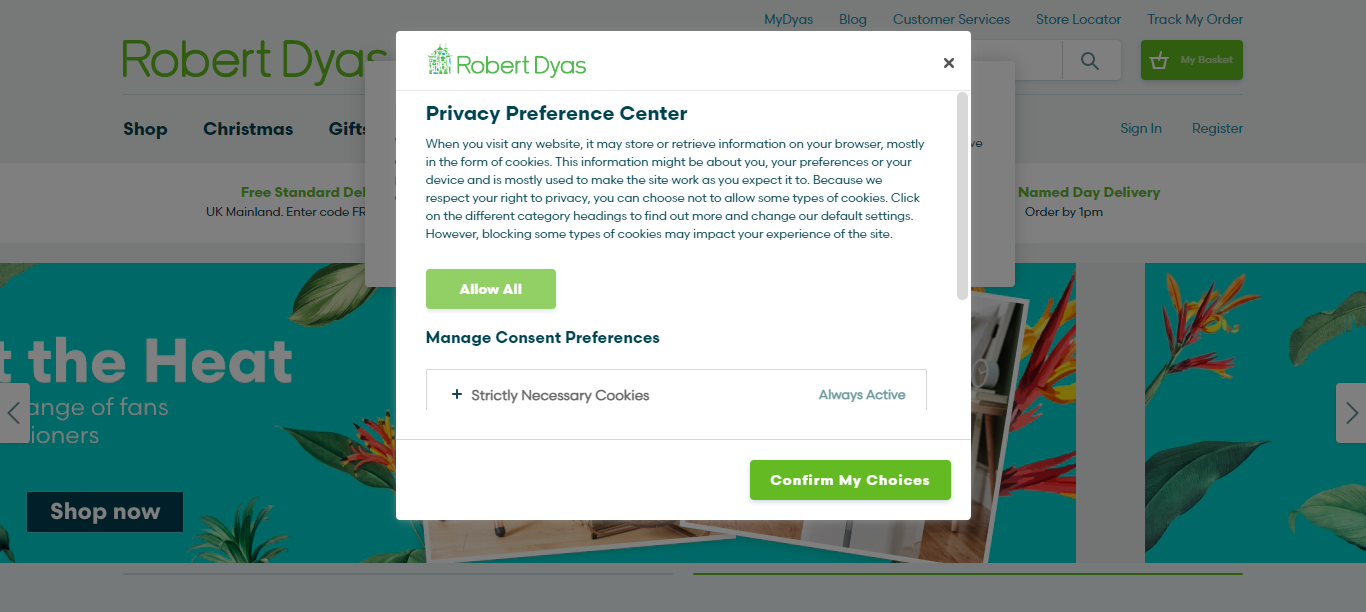 MyDyas Blog Customer Services Store Locator Track My Order
Robert Dyas
My Basket
Shop Christmas Gifts
Sign In Register
Free Standard Del
UK Mainland. Enter code FR
Named Day Delivery
Order by 1pm
t the Heat
ange of fans
ioners
Shop now
Robert Dyas
Privacy Preference Center
When you visit any website, it may store or retrieve information on your browser, mostly
in the form of cookies. This information might be about you, your preferences or your
device and is mostly used to make the site work as you expect it to. Because we
respect your right to privacy, you can choose not to allow some types of cookies. Click
on the different category headings to find out more and change our default settings.
However, blocking some types of cookies may impact your experience of the site.
Allow All
Manage Consent Preferences
+ Strictly Necessary Cookies Always Active
Confirm My Choices